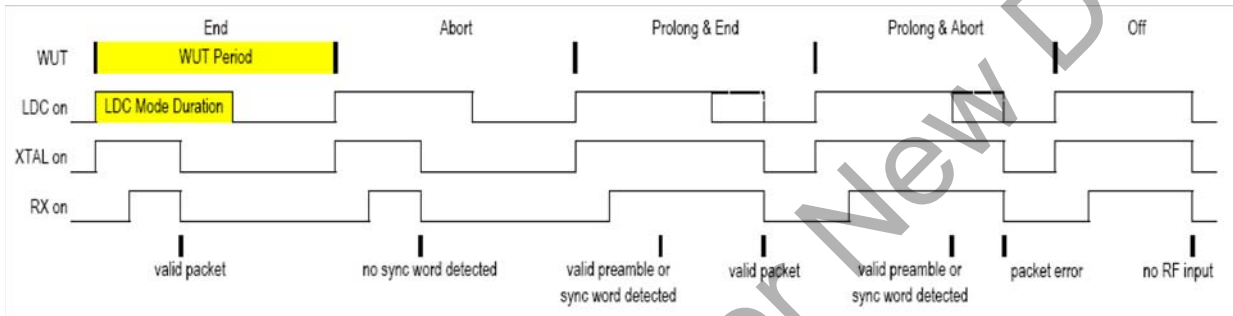 End Abort Prolong & End Prolong & Abort Off
WUT WUT Period
LDC on LDC Mode Duration
XTAL on
RX on
valid packet no sync word detected valid preamble or sync word detected valid packet valid preamble or sync word detected packet error no RF input
r New D